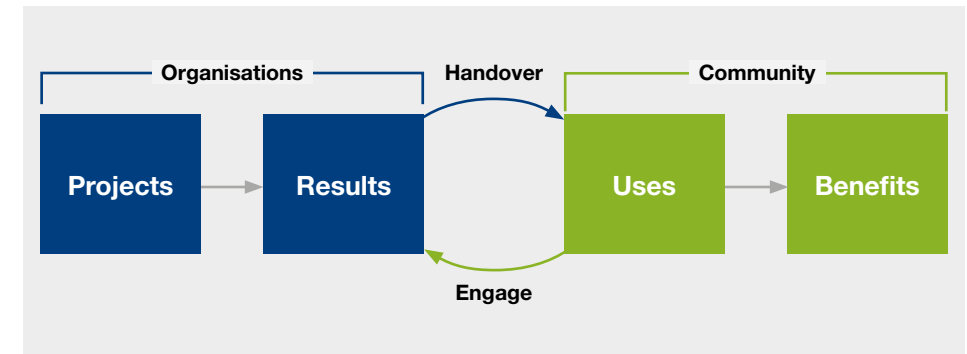 Organisations
Handover
Community
Projects
Results
Uses
Benefits
Engage